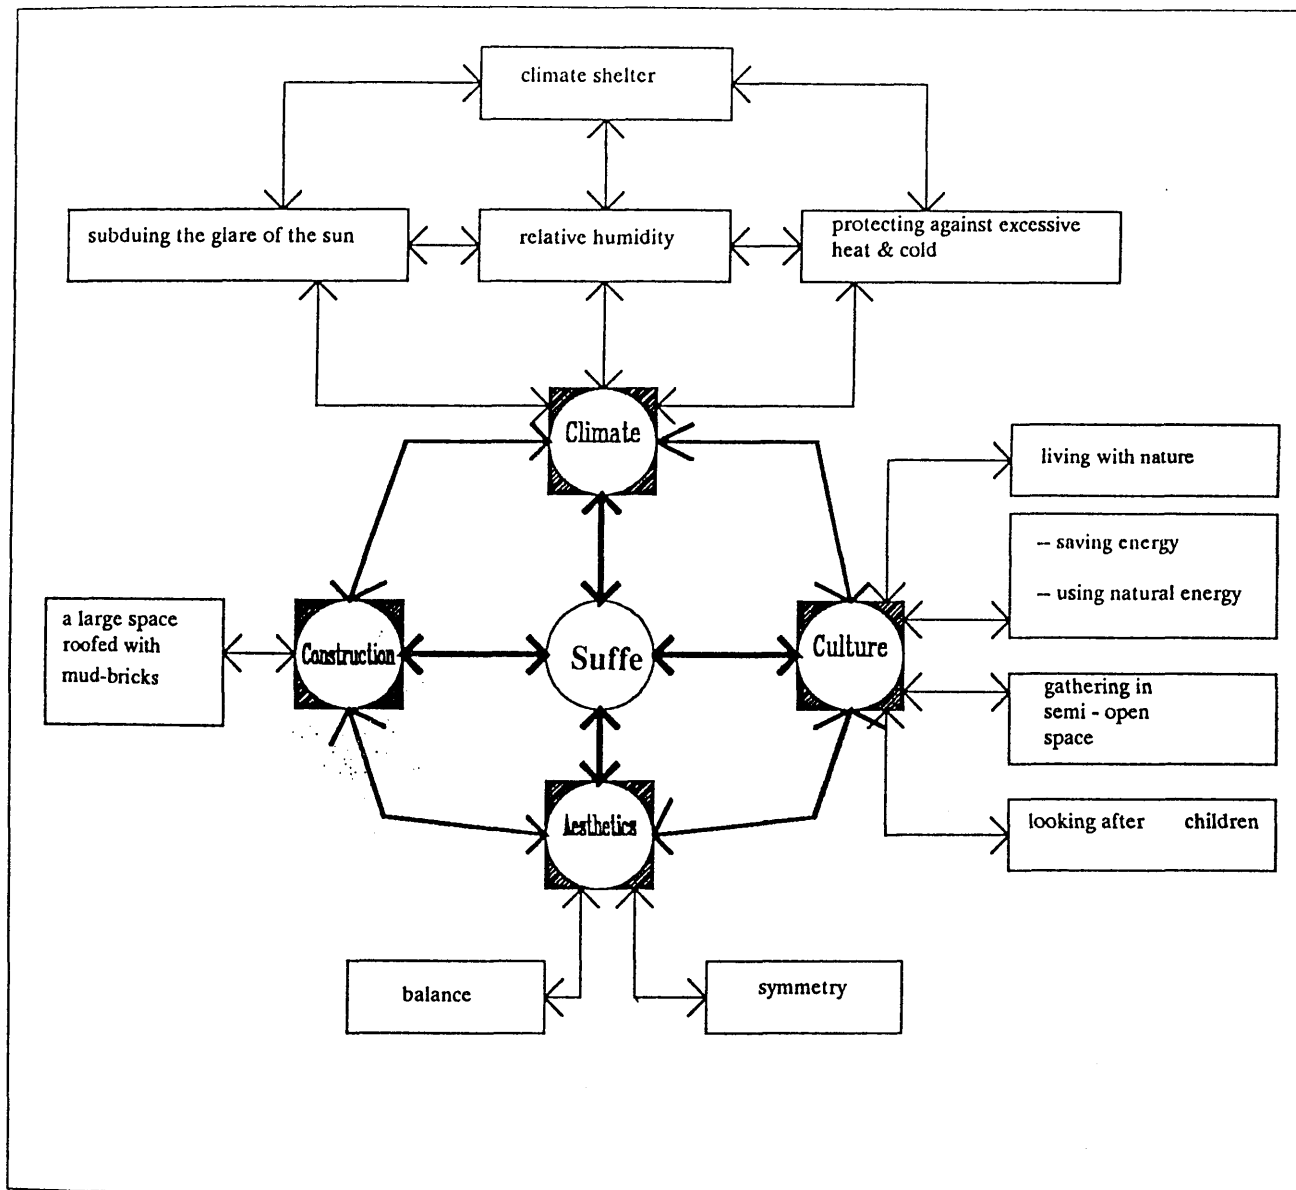 climate shelter
subduing the glare of the sun
relative humidity
protecting against excessive
heat & cold
Climate
living with nature
– saving energy
– using natural energy
a large space
roofed with
mud-bricks
Construction
Suffe
Culture
gathering in
semi - open
space
Aesthetics
looking after children
balance
symmetry